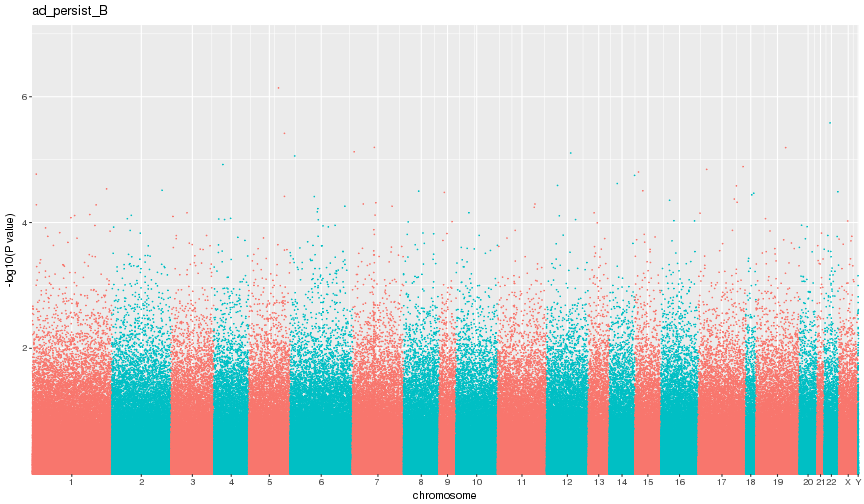 ad_persist_B
-log10(P value)
6
4
2
1 2 3 4 5 6 7 8 9 10 11 12 13 14 15 16 17 18 19 20 21 22 X Y
chromosome